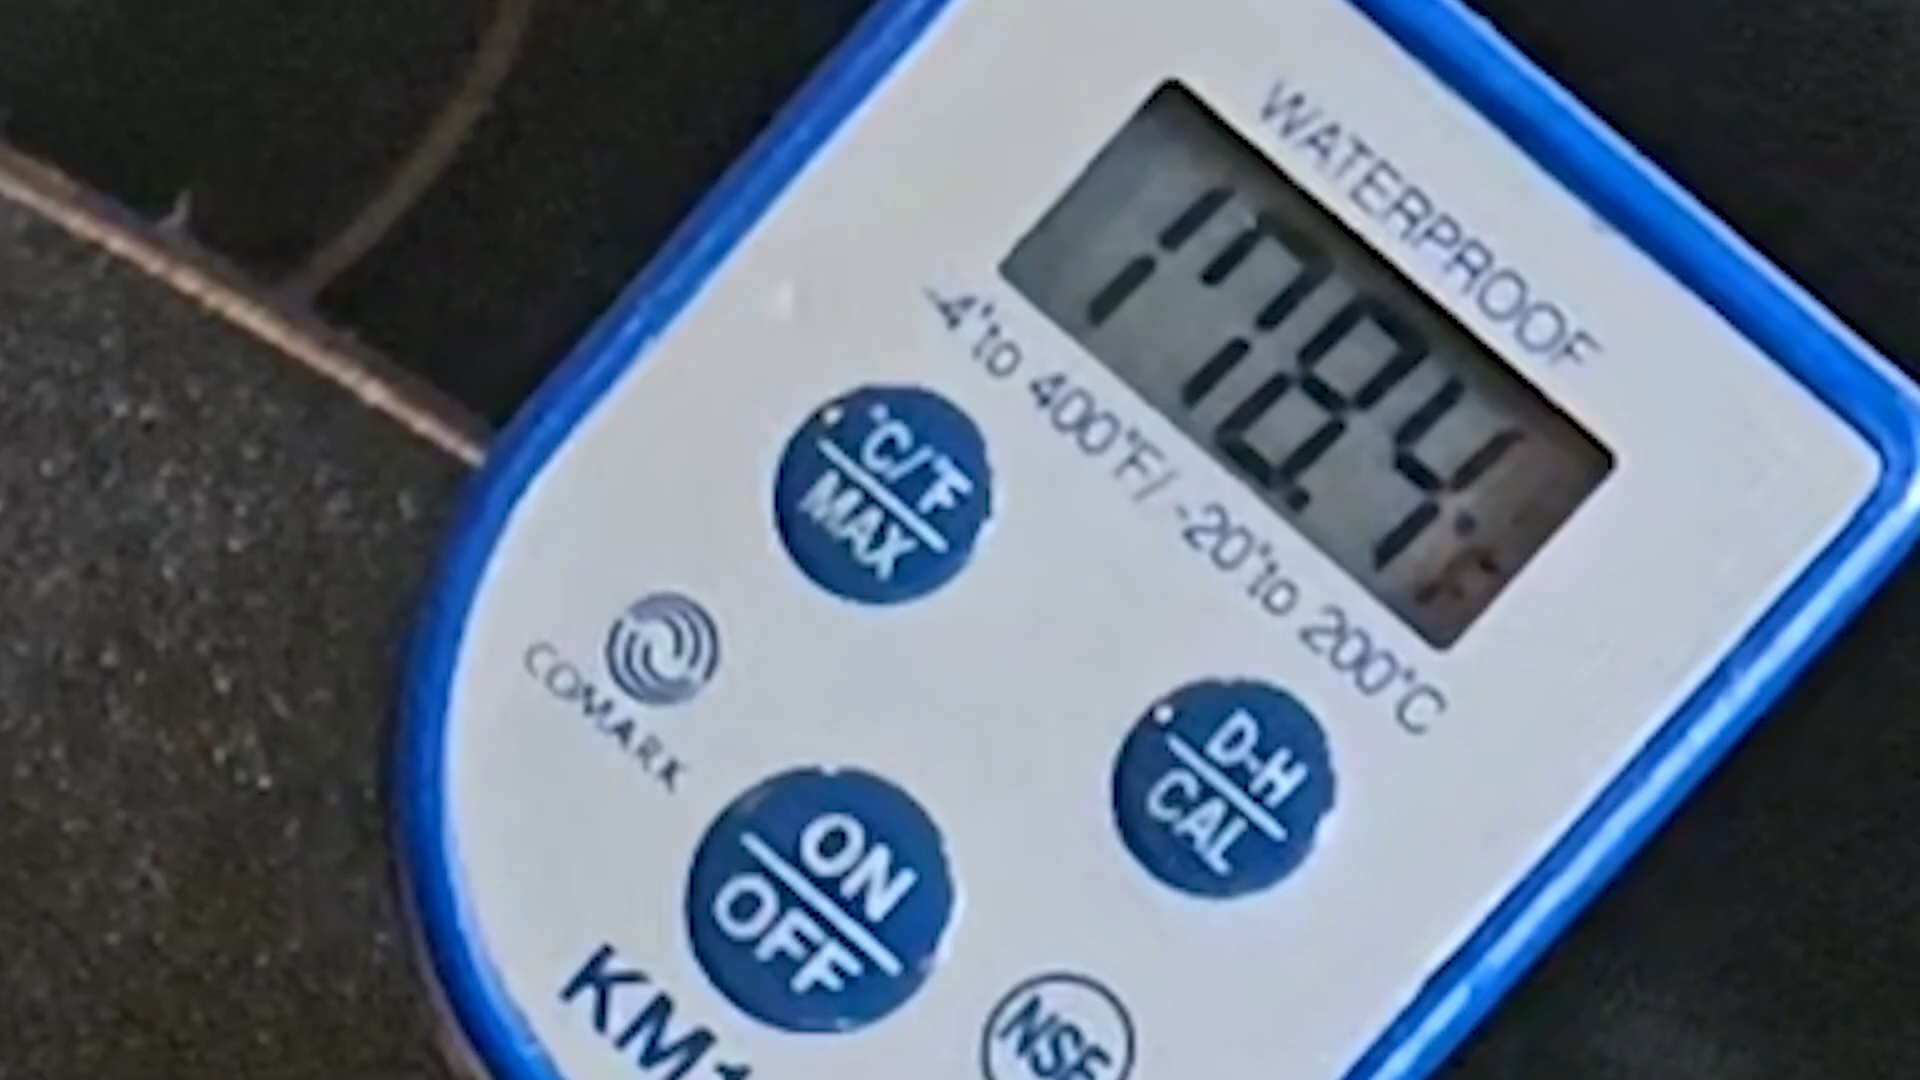 WATERPROOF
178.4°F
-4°to 400°F/ -20°to 200°C
°C/°F
MAX
COMARK
D-H
CAL
ON
OFF
NSF